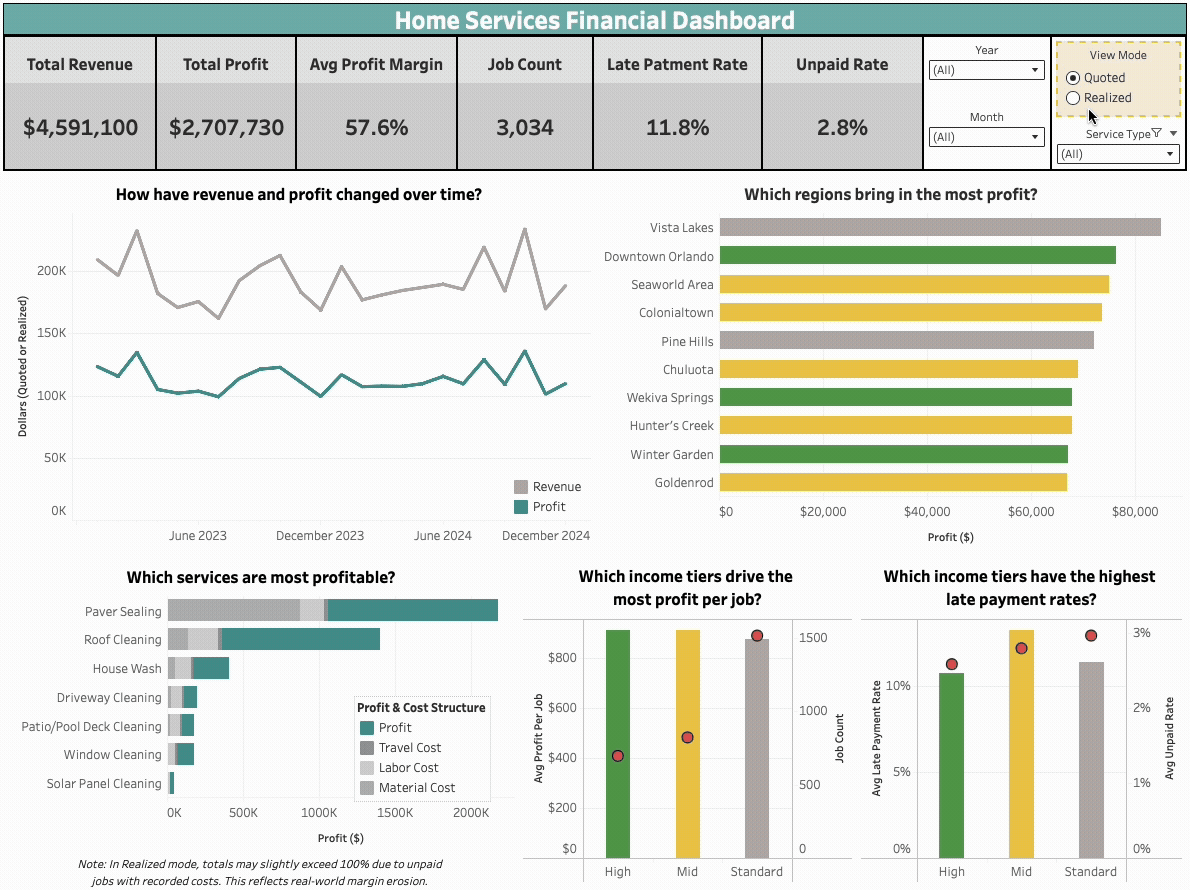 Home Services Financial Dashboard
Total Revenue
$4,591,100
Total Profit
$2,707,730
Avg Profit Margin
57.6%
Job Count
3,034
Late Patment Rate
11.8%
Unpaid Rate
2.8%
Year
(All)
Month
(All)
View Mode
Quoted
Realized
Service Type
(All)
How have revenue and profit changed over time?
Dollars (Quoted or Realized)
200K
150K
100K
50K
0K
Revenue
Profit
June 2023
December 2023
June 2024
December 2024
Which regions bring in the most profit?
Vista Lakes
Downtown Orlando
Seaworld Area
Colonialtown
Pine Hills
Chuluota
Wekiva Springs
Hunter's Creek
Winter Garden
Goldenrod
$0
$20,000
$40,000
$60,000
$80,000
Profit ($)
Which services are most profitable?
Paver Sealing
Roof Cleaning
House Wash
Driveway Cleaning
Patio/Pool Deck Cleaning
Window Cleaning
Solar Panel Cleaning
Profit & Cost Structure
Profit
Travel Cost
Labor Cost
Material Cost
0K
500K
1000K
1500K
2000K
Profit ($)
Note: In Realized mode, totals may slightly exceed 100% due to unpaid
jobs with recorded costs. This reflects real-world margin erosion.
Which income tiers drive the
most profit per job?
Avg Profit Per Job
$800
$600
$400
$200
$0
1500
1000
500
0
Job Count
High
Mid
Standard
Which income tiers have the highest
late payment rates?
Avg Late Payment Rate
10%
5%
0%
3%
2%
1%
0%
Avg Unpaid Rate
High
Mid
Standard